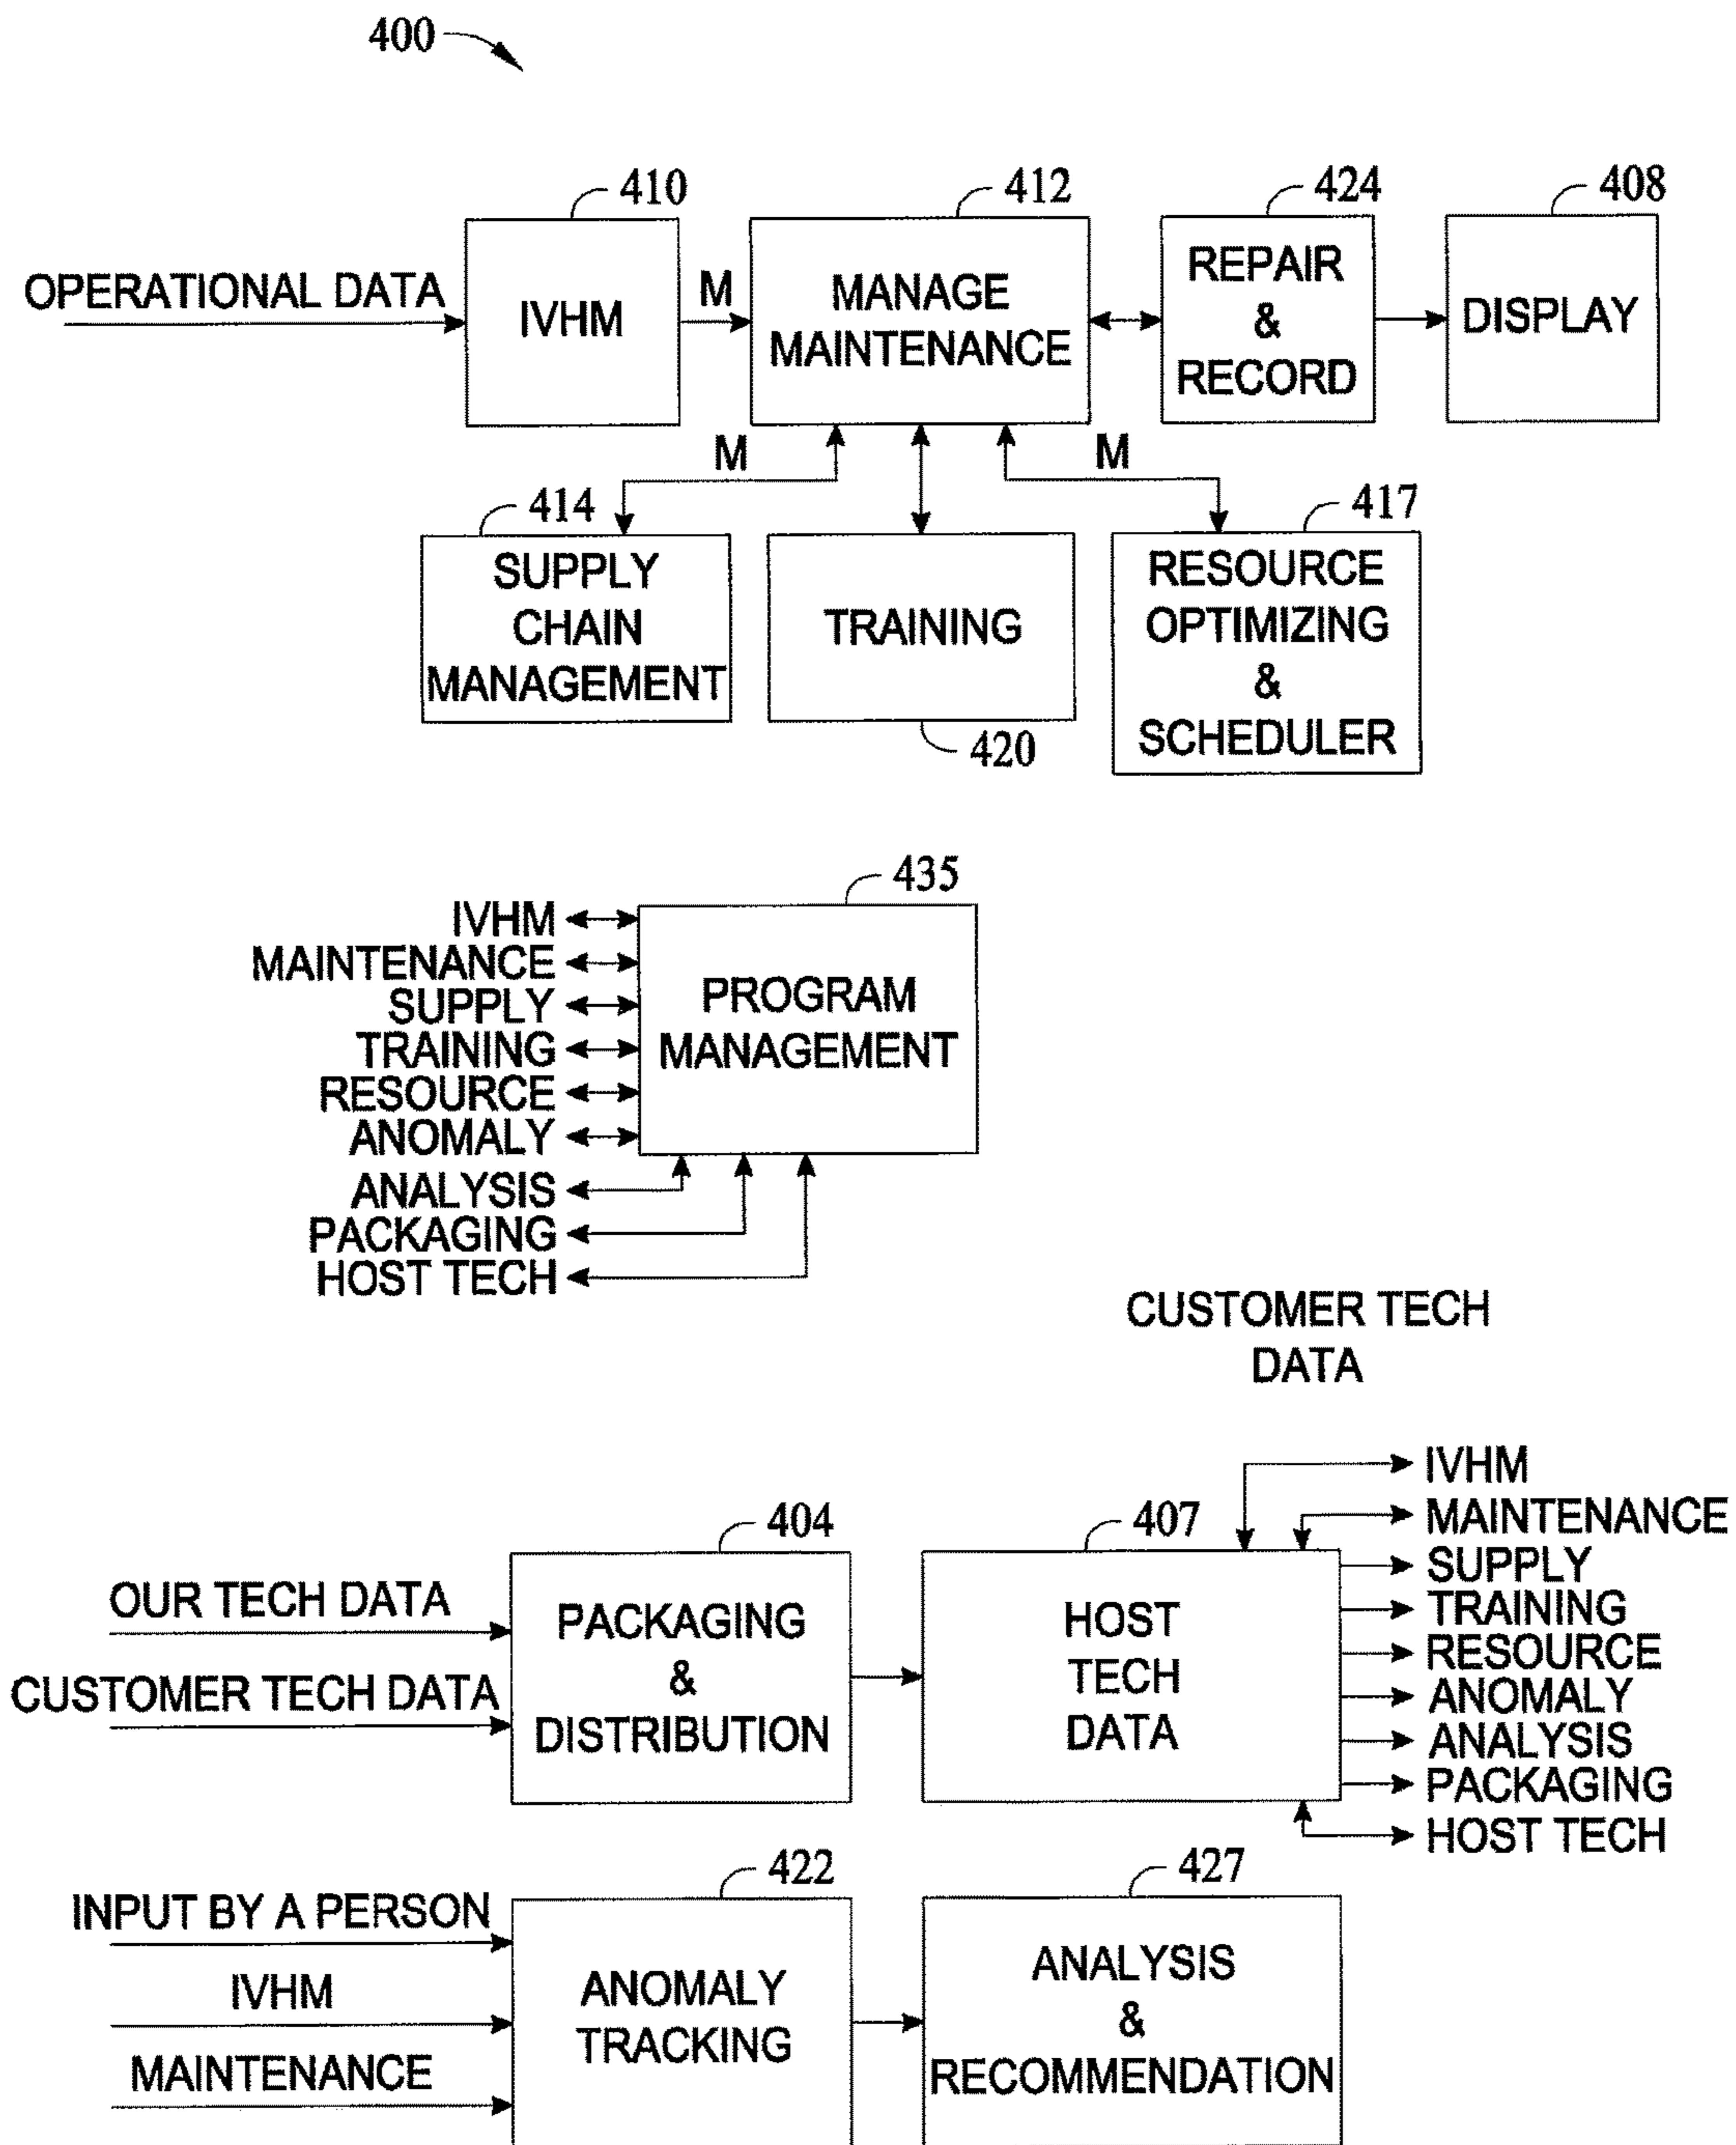 400
410
412
424
408
OPERATIONAL DATA
IVHM
M
MANAGE
MAINTENANCE
REPAIR
&
RECORD
DISPLAY
M
M
414
417
SUPPLY
CHAIN
MANAGEMENT
TRAINING
420
RESOURCE
OPTIMIZING
&
SCHEDULER
435
IVHM
MAINTENANCE
SUPPLY
TRAINING
RESOURCE
ANOMALY
ANALYSIS
PACKAGING
HOST TECH
PROGRAM
MANAGEMENT
CUSTOMER TECH
DATA
404
407
OUR TECH DATA
CUSTOMER TECH DATA
PACKAGING
&
DISTRIBUTION
HOST
TECH
DATA
IVHM
MAINTENANCE
SUPPLY
TRAINING
RESOURCE
ANOMALY
ANALYSIS
PACKAGING
HOST TECH
422
427
INPUT BY A PERSON
IVHM
MAINTENANCE
ANOMALY
TRACKING
ANALYSIS
&
RECOMMENDATION